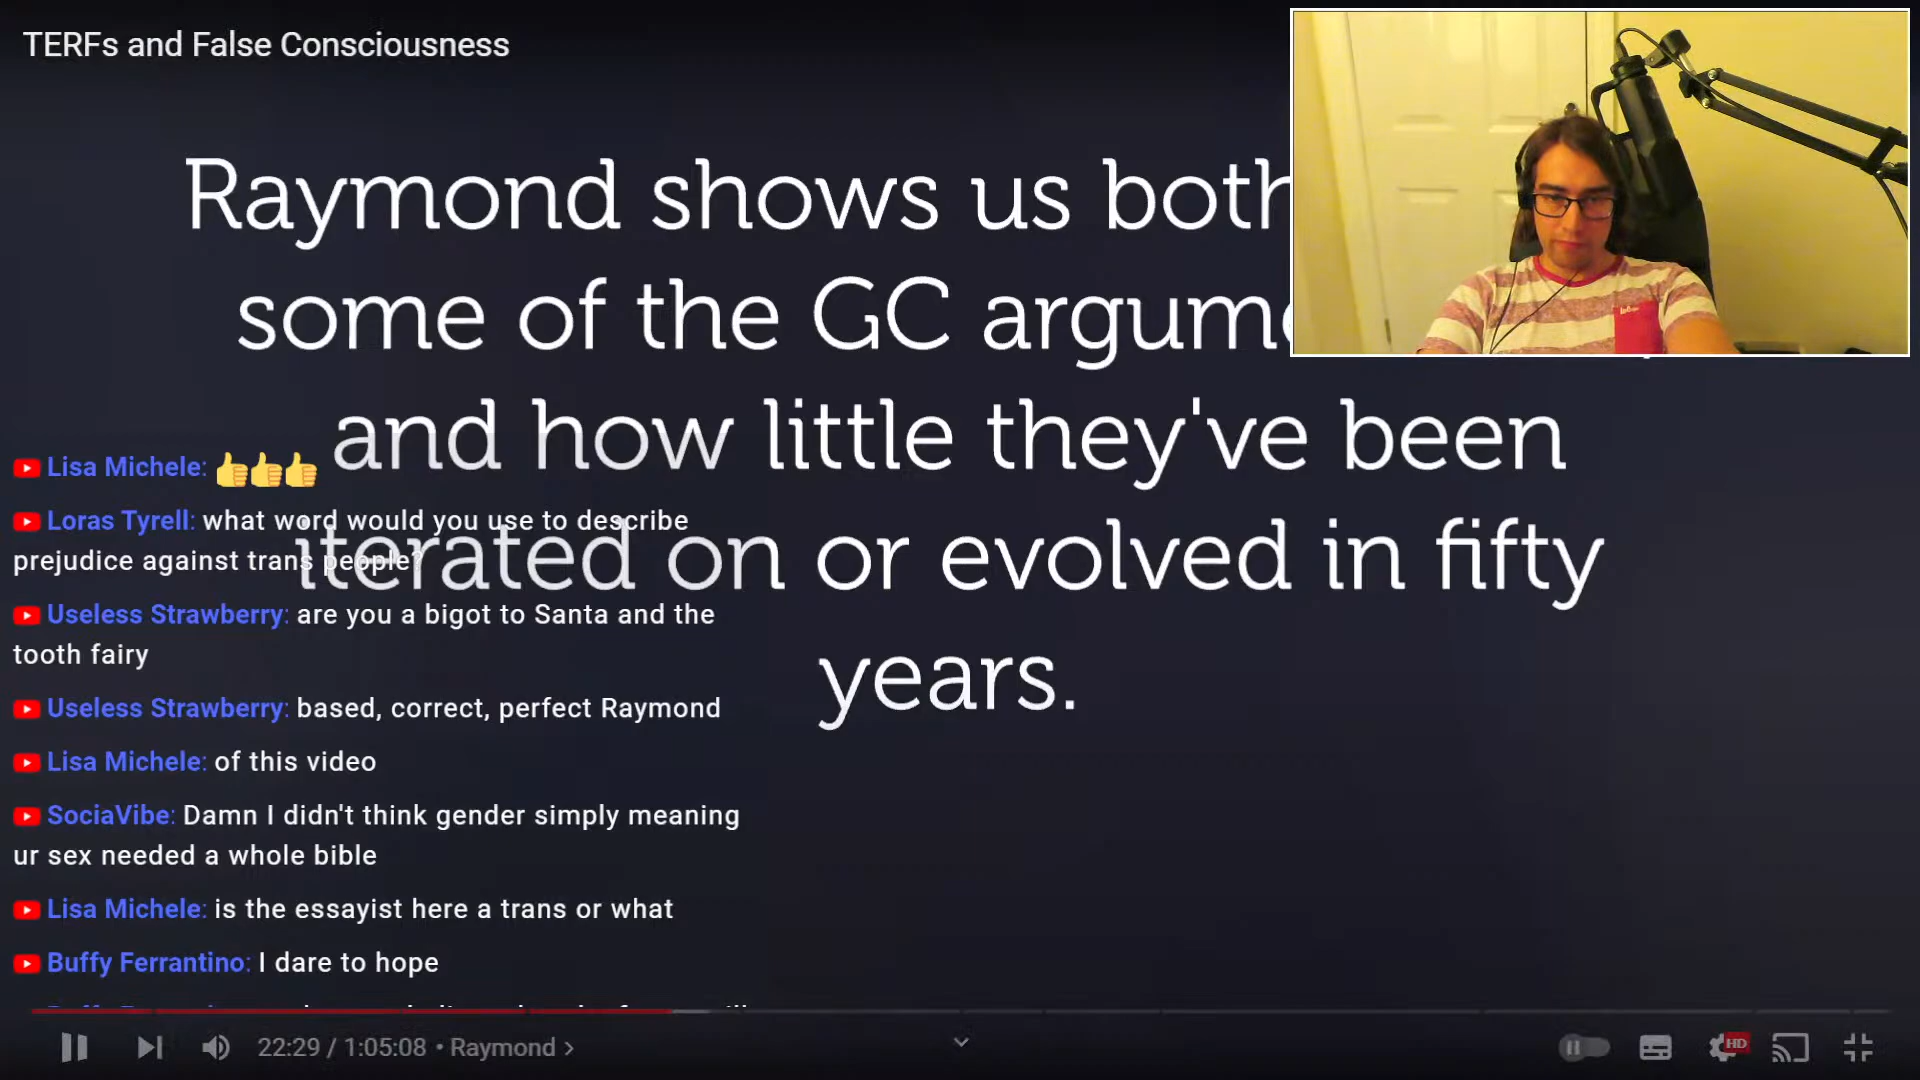 TERFs and False Consciousness
Raymond shows us both
some of the GC
and how little they've been
iterated on or evolved in fifty
years.
Lisa Michele: 👍👍👍
Loras Tyrell: what word would you use to describe
prejudice against trans people?
Useless Strawberry: are you a bigot to Santa and the
tooth fairy
Useless Strawberry: based, correct, perfect Raymond
Lisa Michele: of this video
SociaVibe: Damn I didn't think gender simply meaning
ur sex needed a whole bible
Lisa Michele: is the essayist here a trans or what
Buffy Ferrantino: I dare to hope
22:29 / 1:05:08 • Raymond >
HD